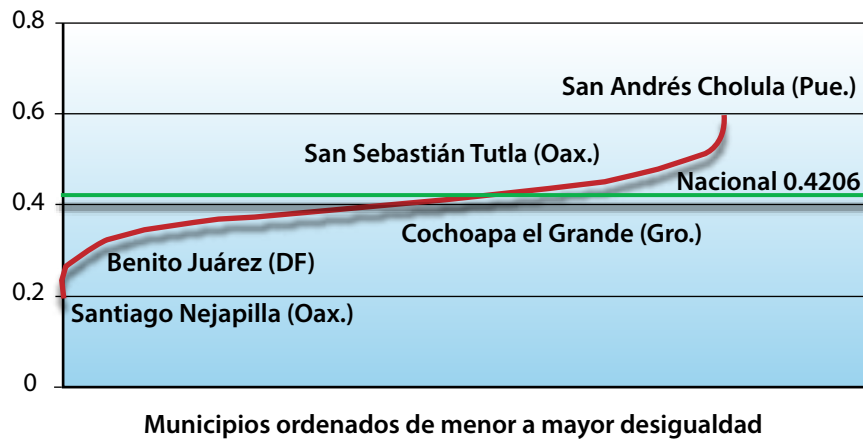 0.8
San Andrés Cholula (Pue.)
0.6
San Sebastián Tutla (Oax.)
Nacional 0.4206
0.4
Cochoapa el Grande (Gro.)
Benito Juárez (DF)
0.2
Santiago Nejapilla (Oax.)
0
Municipios ordenados de menor a mayor desigualdad